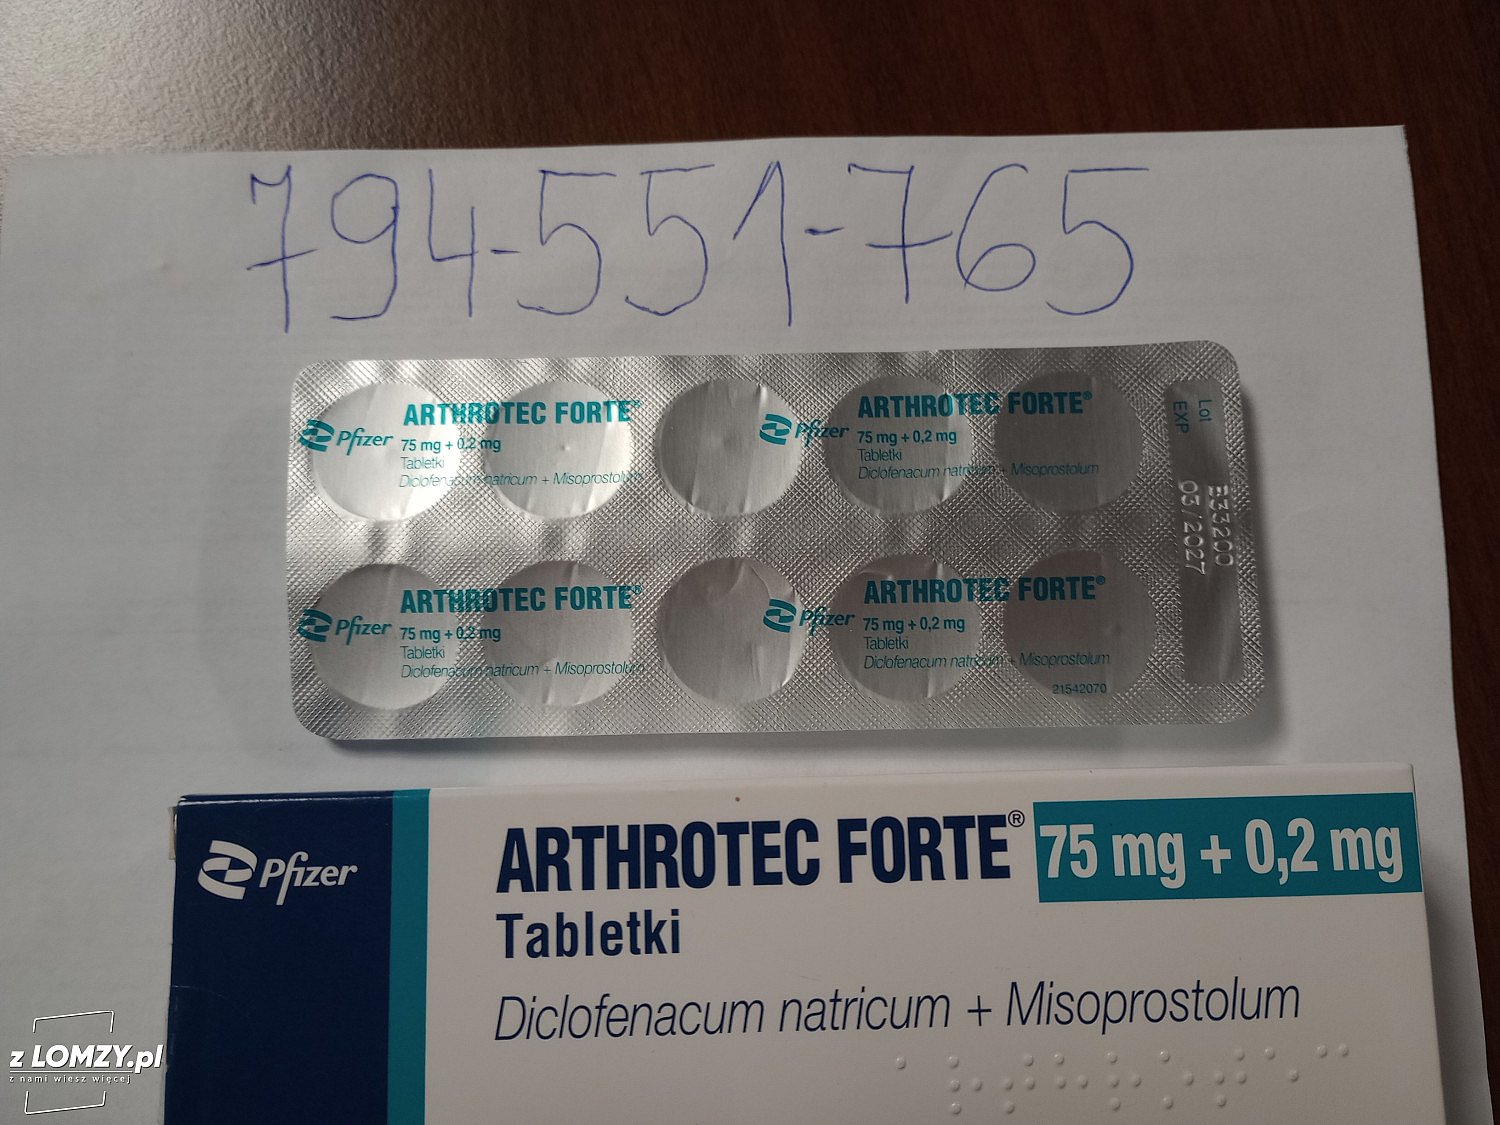 794-551-765
Pfizer
ARTHROTEC FORTE®
75 mg + 0,2 mg
Tabletki
Diclofenacum natricum + Misoprostolum
Pfizer
ARTHROTEC FORTE®
75 mg + 0,2 mg
Tabletki
Diclofenacum natricum + Misoprostolum
Lot
EXP
EJ3200
03/2027
Pfizer
ARTHROTEC FORTE®
75 mg + 0,2 mg
Tabletki
Diclofenacum natricum + Misoprostolum
Pfizer
ARTHROTEC FORTE®
75 mg + 0,2 mg
Tabletki
Diclofenacum natricum + Misoprostolum
21542070
Pfizer
ARTHROTEC FORTE® 75 mg + 0,2 mg
Tabletki
Diclofenacum natricum + Misoprostolum
z LOMZY.pl
z nami wiesz więcej